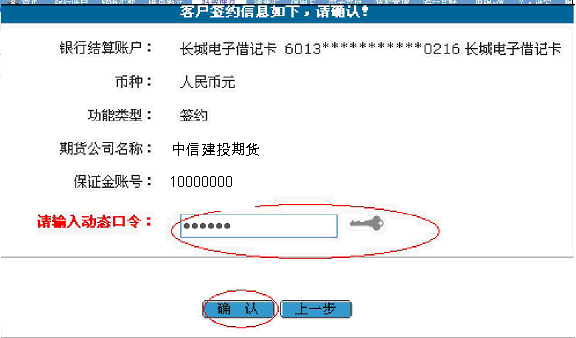 客户签约信息如下，请确认！
银行结算账户： 长城电子借记卡 6013***********0216 长城电子借记卡
币种： 人民币元
功能类型： 签约
期货公司名称： 中信建投期货
保证金账号： 10000000
请输入动态口令： ●●●●●●
确 认 上一步